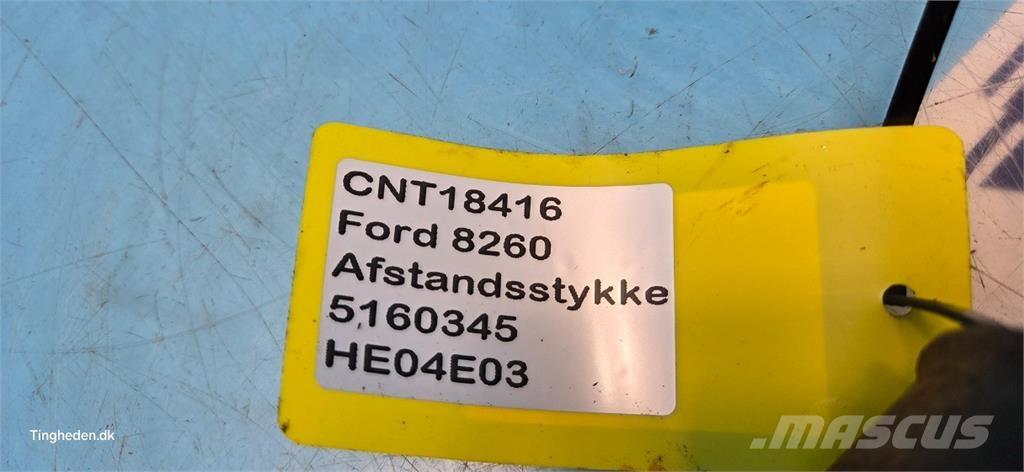 CNT18416
Ford 8260
Afstandsstykke
5160345
HE04E03
Tingheden.dk
MASCUS